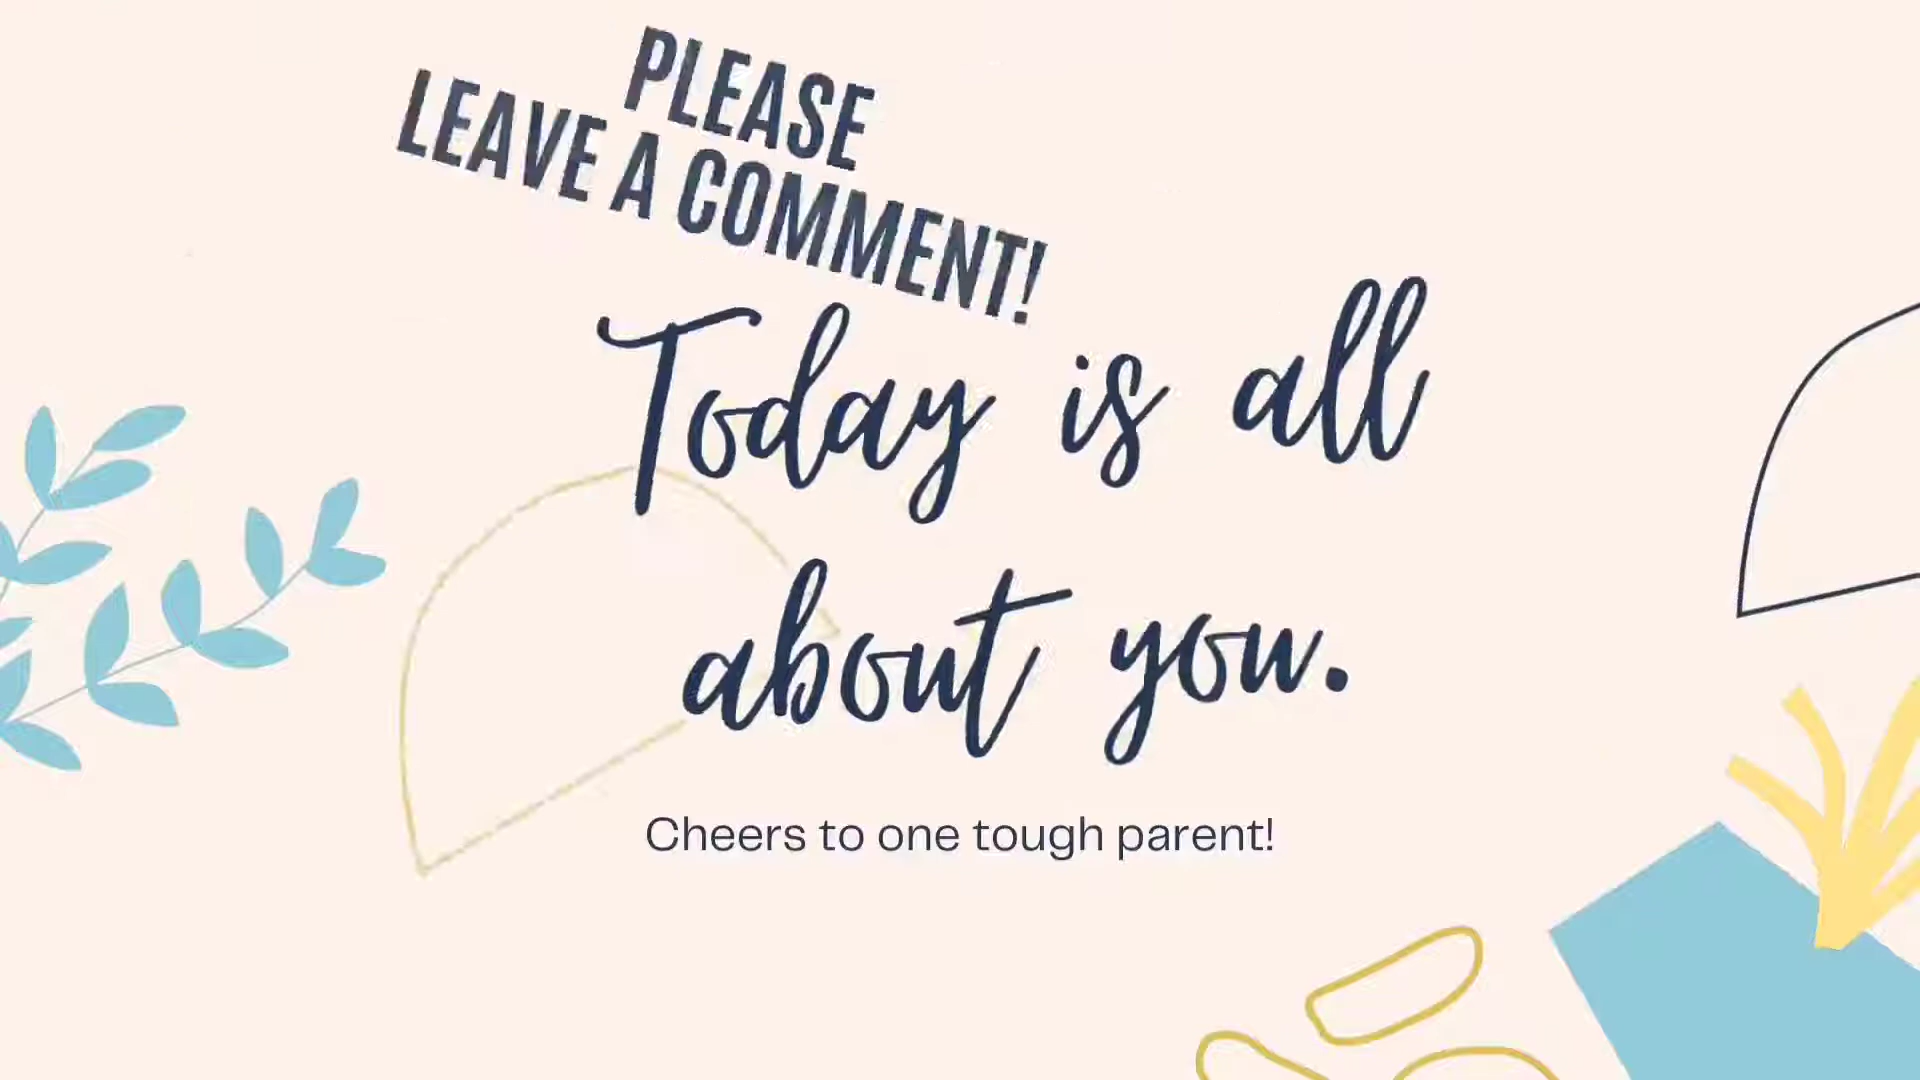 PLEASE
LEAVE A COMMENT!
Today is all
about you.
Cheers to one tough parent!